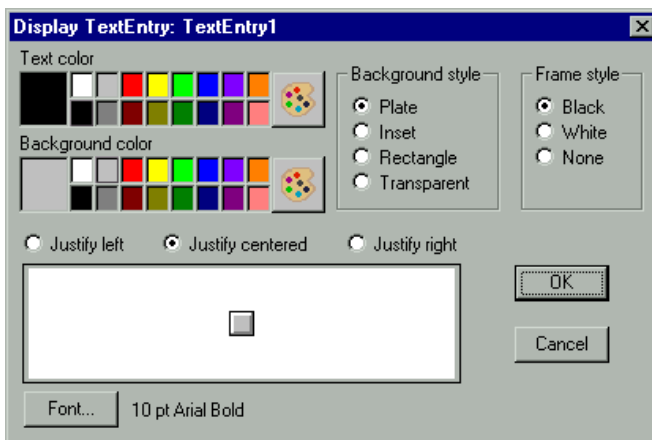 Display TextEntry: TextEntry1
Text color
Background color
Background style
Plate
Inset
Rectangle
Transparent
Frame style
Black
White
None
Justify left
Justify centered
Justify right
OK
Cancel
Font...
10 pt Arial Bold